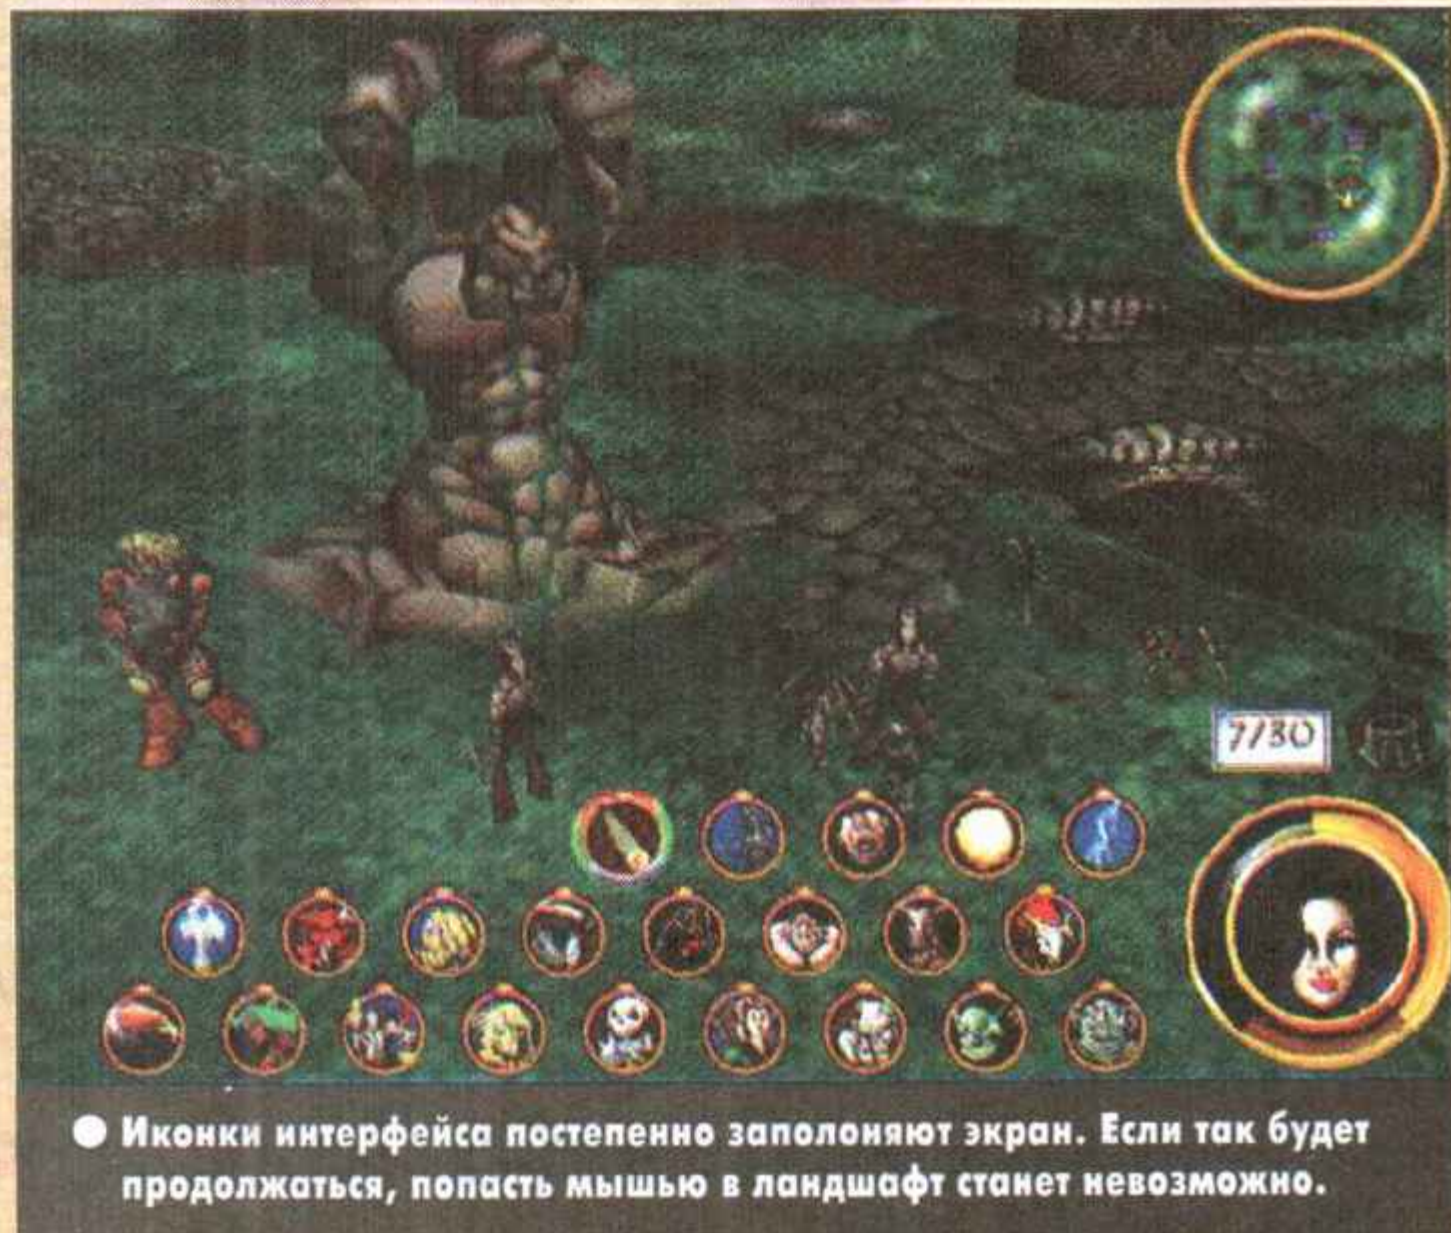 7/30
● Иконки интерфейса постепенно заполоняют экран. Если так будет
продолжаться, попасть мышью в ландшафт станет невозможно.